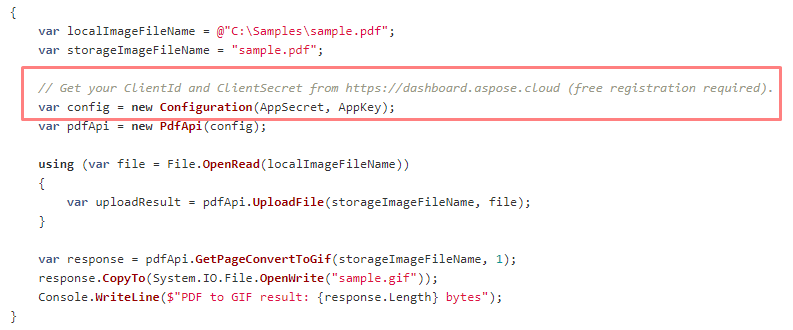 {
var localImageFileName = @"C:\Samples\sample.pdf";
var storageImageFileName = "sample.pdf";
// Get your ClientId and ClientSecret from https://dashboard.aspose.cloud (free registration required).
var config = new Configuration(AppSecret, AppKey);
var pdfApi = new PdfApi(config);
using (var file = File.OpenRead(localImageFileName))
{
var uploadResult = pdfApi.UploadFile(storageImageFileName, file);
}
var response = pdfApi.GetPageConvertToGif(storageImageFileName, 1);
response.CopyTo(System.IO.File.OpenWrite("sample.gif"));
Console.WriteLine($"PDF to GIF result: {response.Length} bytes");
}